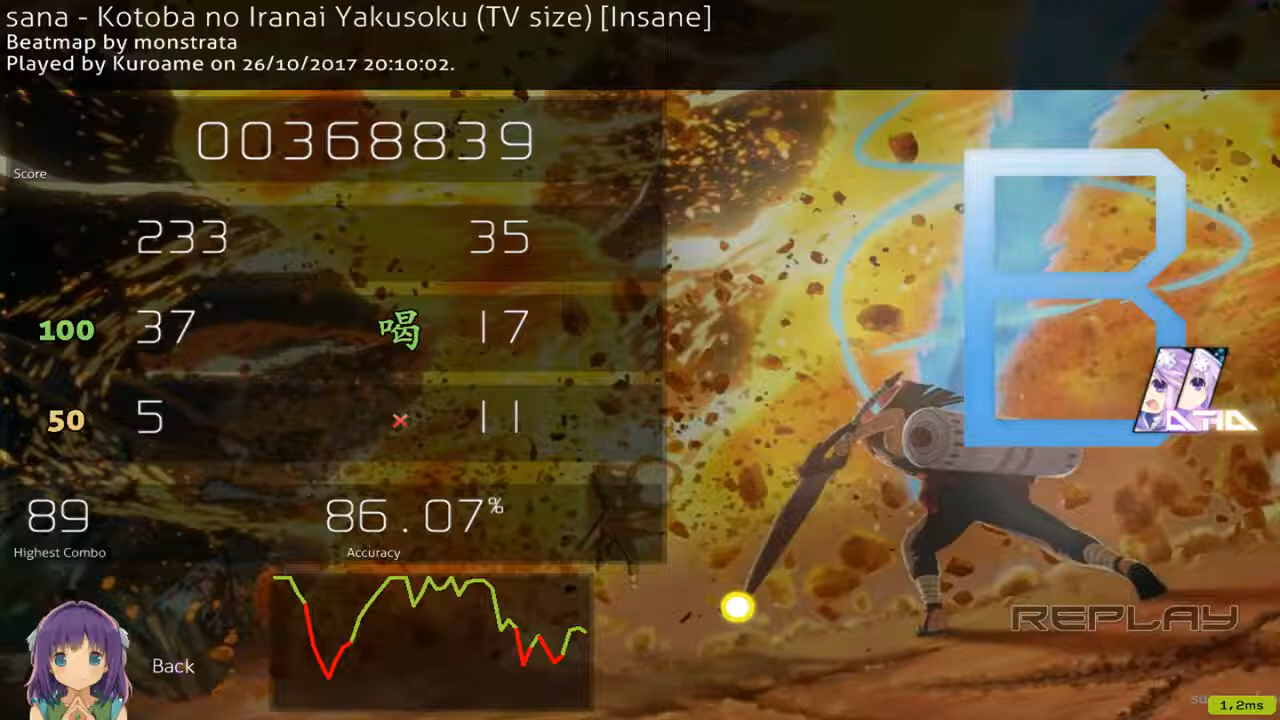 sana - Kotoba no Iranai Yakusoku (TV size) [Insane]
Beatmap by monstrata
Played by Kuroame on 26/10/2017 20:10:02.
00368839
Score
233 35
100 37 喝 17
50 5 × 11
89 86.07%
Highest Combo Accuracy
B
Back
REPLAY
1,2ms